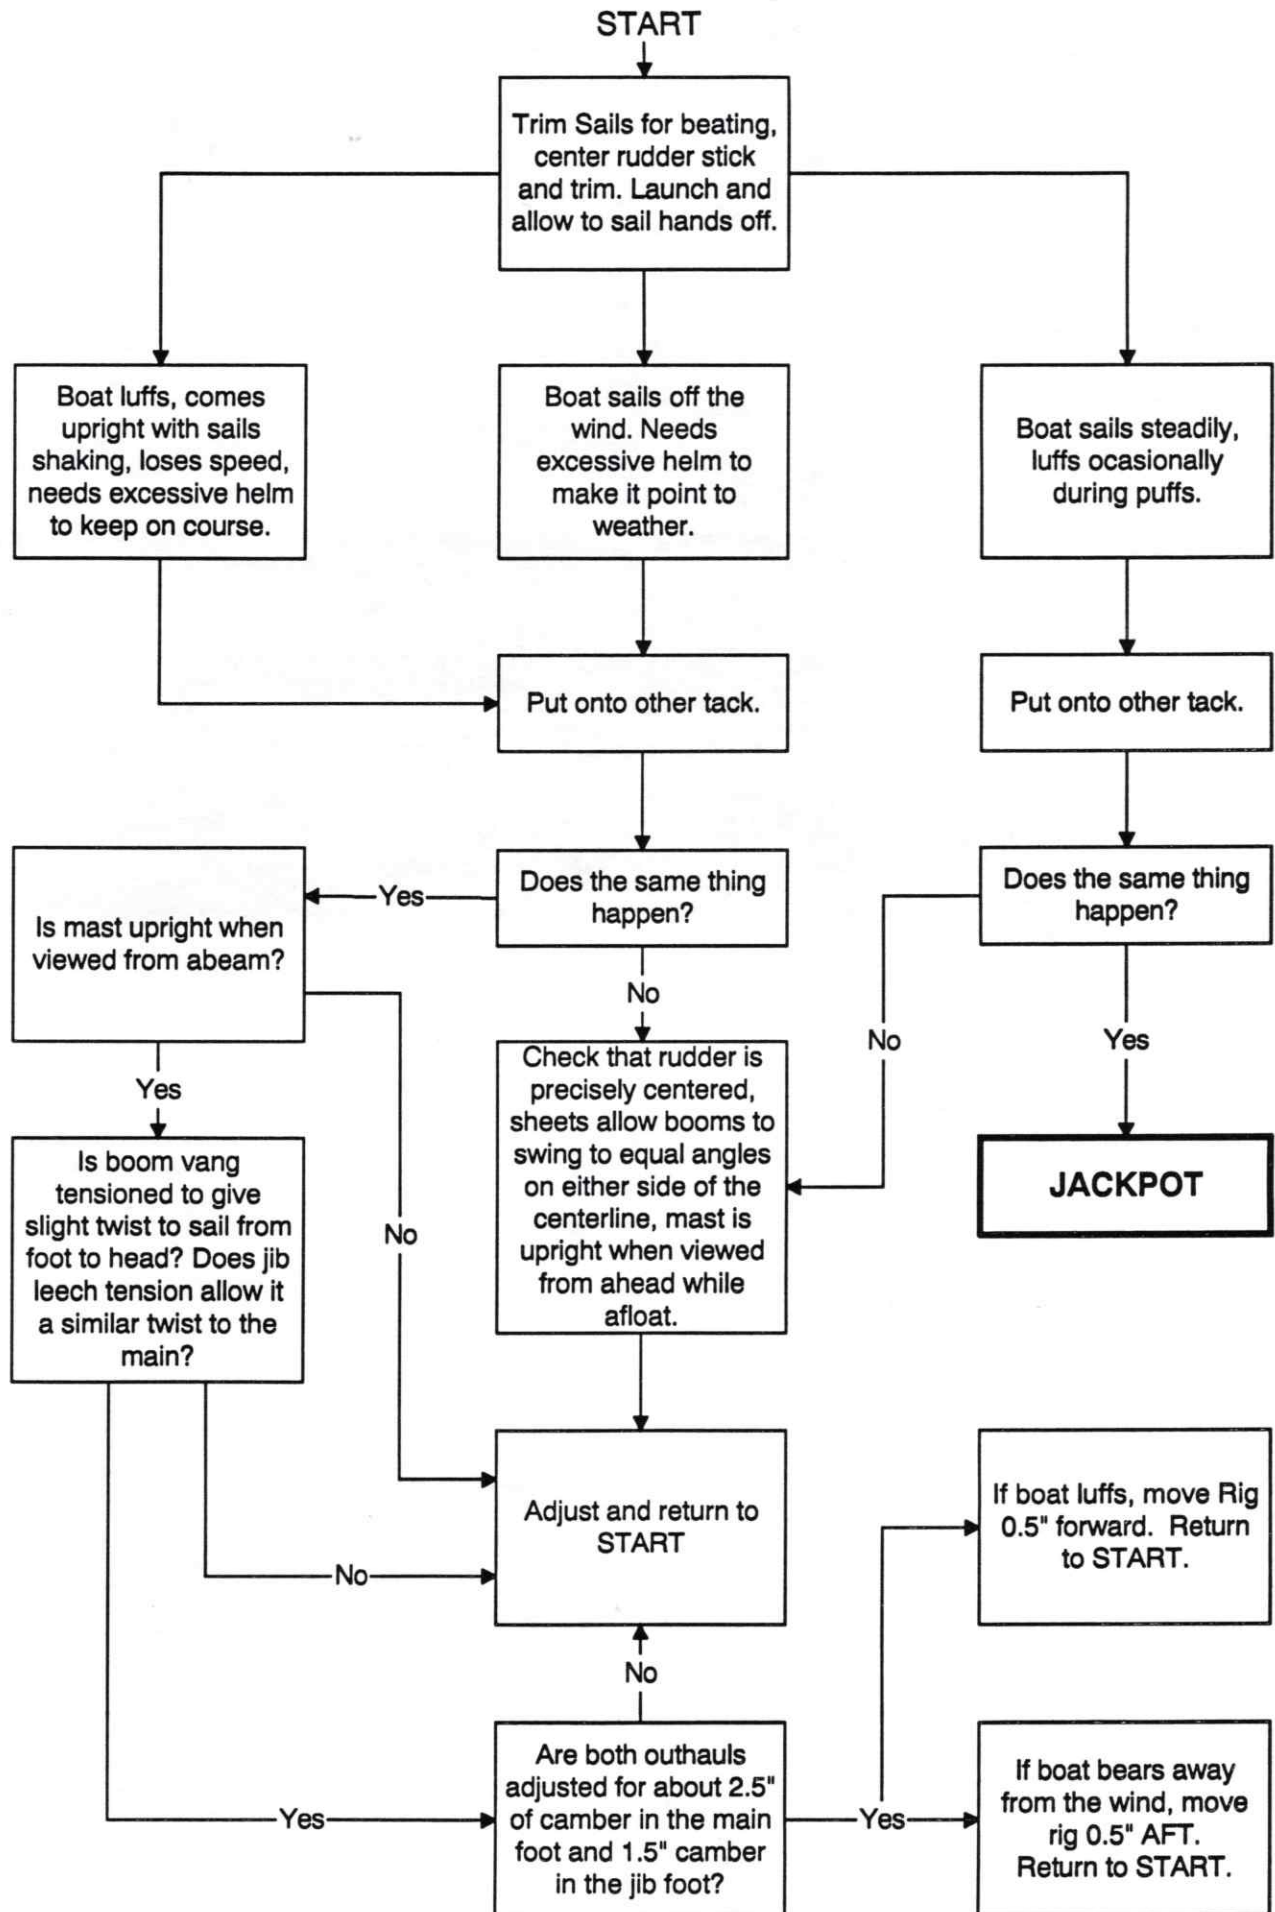 START
Trim Sails for beating,
center rudder stick
and trim. Launch and
allow to sail hands off.
Boat luffs, comes
upright with sails
shaking, loses speed,
needs excessive helm
to keep on course.
Boat sails off the
wind. Needs
excessive helm to
make it point to
weather.
Boat sails steadily,
luffs ocasionally
during puffs.
Put onto other tack.
Put onto other tack.
Is mast upright when
viewed from abeam?
Yes
Does the same thing
happen?
Does the same thing
happen?
No
No
Yes
Yes
Check that rudder is
precisely centered,
sheets allow booms to
swing to equal angles
on either side of the
centerline, mast is
upright when viewed
from ahead while
afloat.
JACKPOT
Is boom vang
tensioned to give
slight twist to sail from
foot to head? Does jib
leech tension allow it
a similar twist to the
main?
No
Adjust and return to
START
If boat luffs, move Rig
0.5" forward. Return
to START.
No
No
Yes
Are both outhauls
adjusted for about 2.5"
of camber in the main
foot and 1.5" camber
in the jib foot?
Yes
If boat bears away
from the wind, move
rig 0.5" AFT.
Return to START.